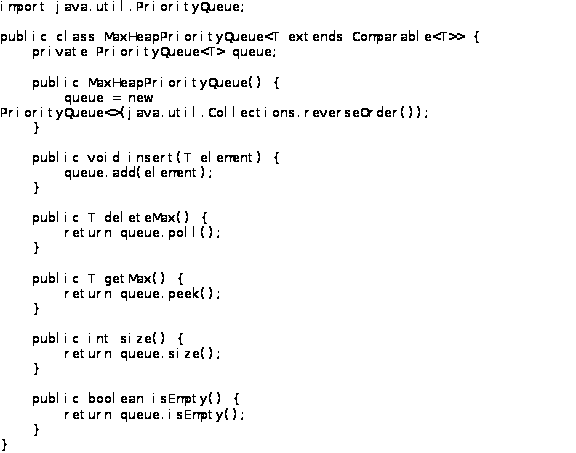 import java.util.PriorityQueue;

public class MaxHeapPriorityQueue<T extends Comparable<T>> {
    private PriorityQueue<T> queue;

    public MaxHeapPriorityQueue() {
        queue = new
PriorityQueue<>(java.util.Collections.reverseOrder());
    }

    public void insert(T element) {
        queue.add(element);
    }

    public T deleteMax() {
        return queue.poll();
    }

    public T getMax() {
        return queue.peek();
    }

    public int size() {
        return queue.size();
    }

    public boolean isEmpty() {
        return queue.isEmpty();
    }
}